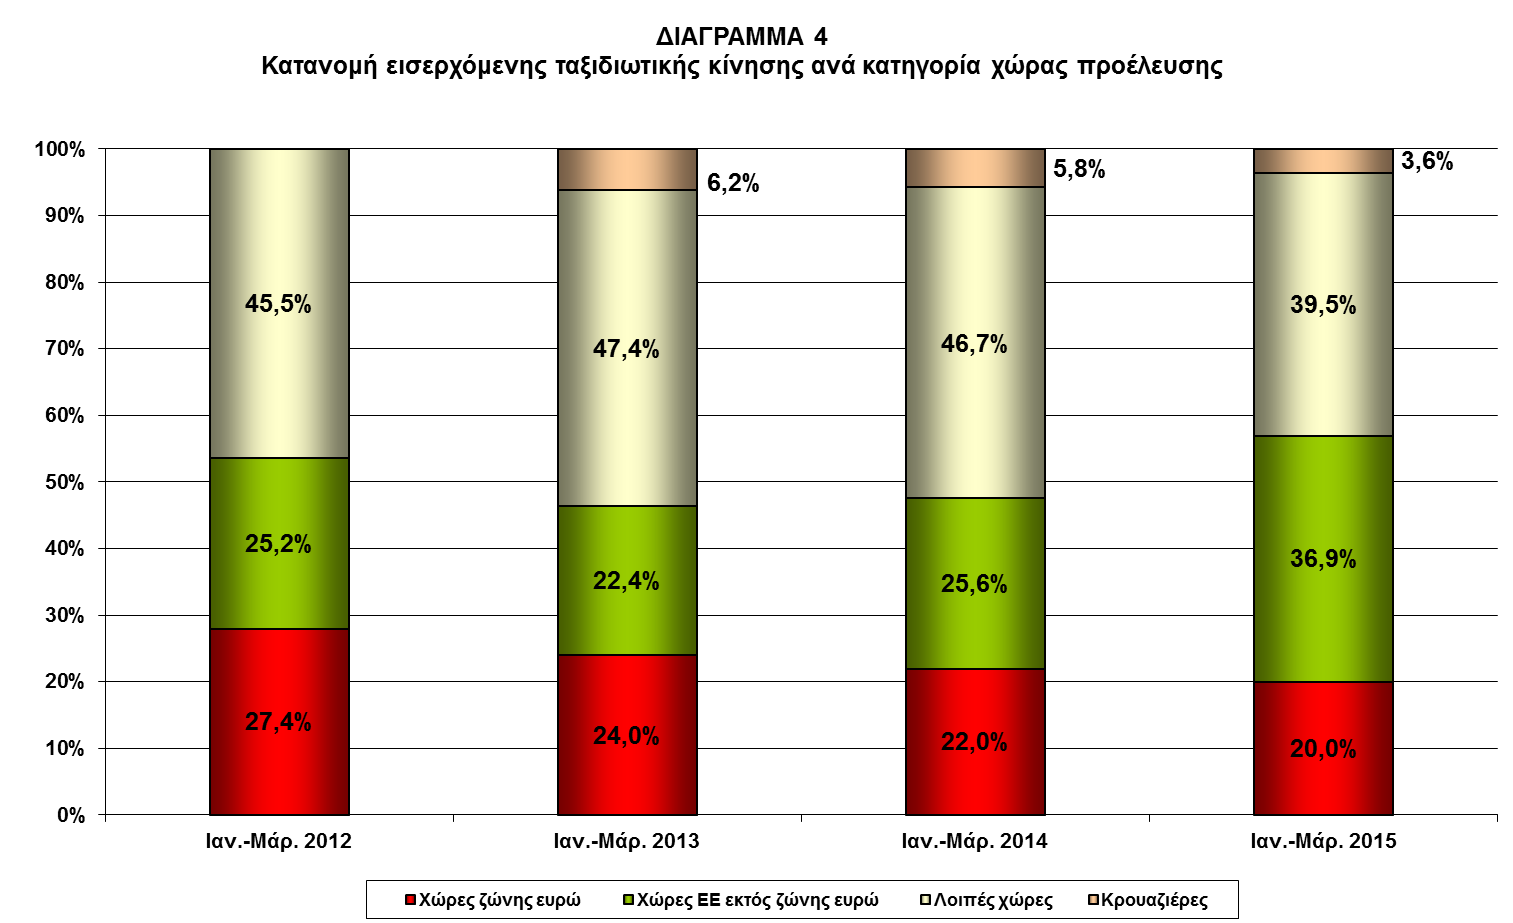 ΔΙΑΓΡΑΜΜΑ 4
Κατανομή εισερχόμενης ταξιδιωτικής κίνησης ανά κατηγορία χώρας προέλευσης
100%
90%
80%
70%
60%
50%
40%
30%
20%
10%
0%
45,5%
25,2%
27,4%
6,2%
47,4%
22,4%
24,0%
5,8%
46,7%
25,6%
22,0%
3,6%
39,5%
36,9%
20,0%
Ιαν.-Μάρ. 2012
Ιαν.-Μάρ. 2013
Ιαν.-Μάρ. 2014
Ιαν.-Μάρ. 2015
Χώρες ζώνης ευρώ
Χώρες ΕΕ εκτός ζώνης ευρώ
Λοιπές χώρες
Κρουαζιέρες